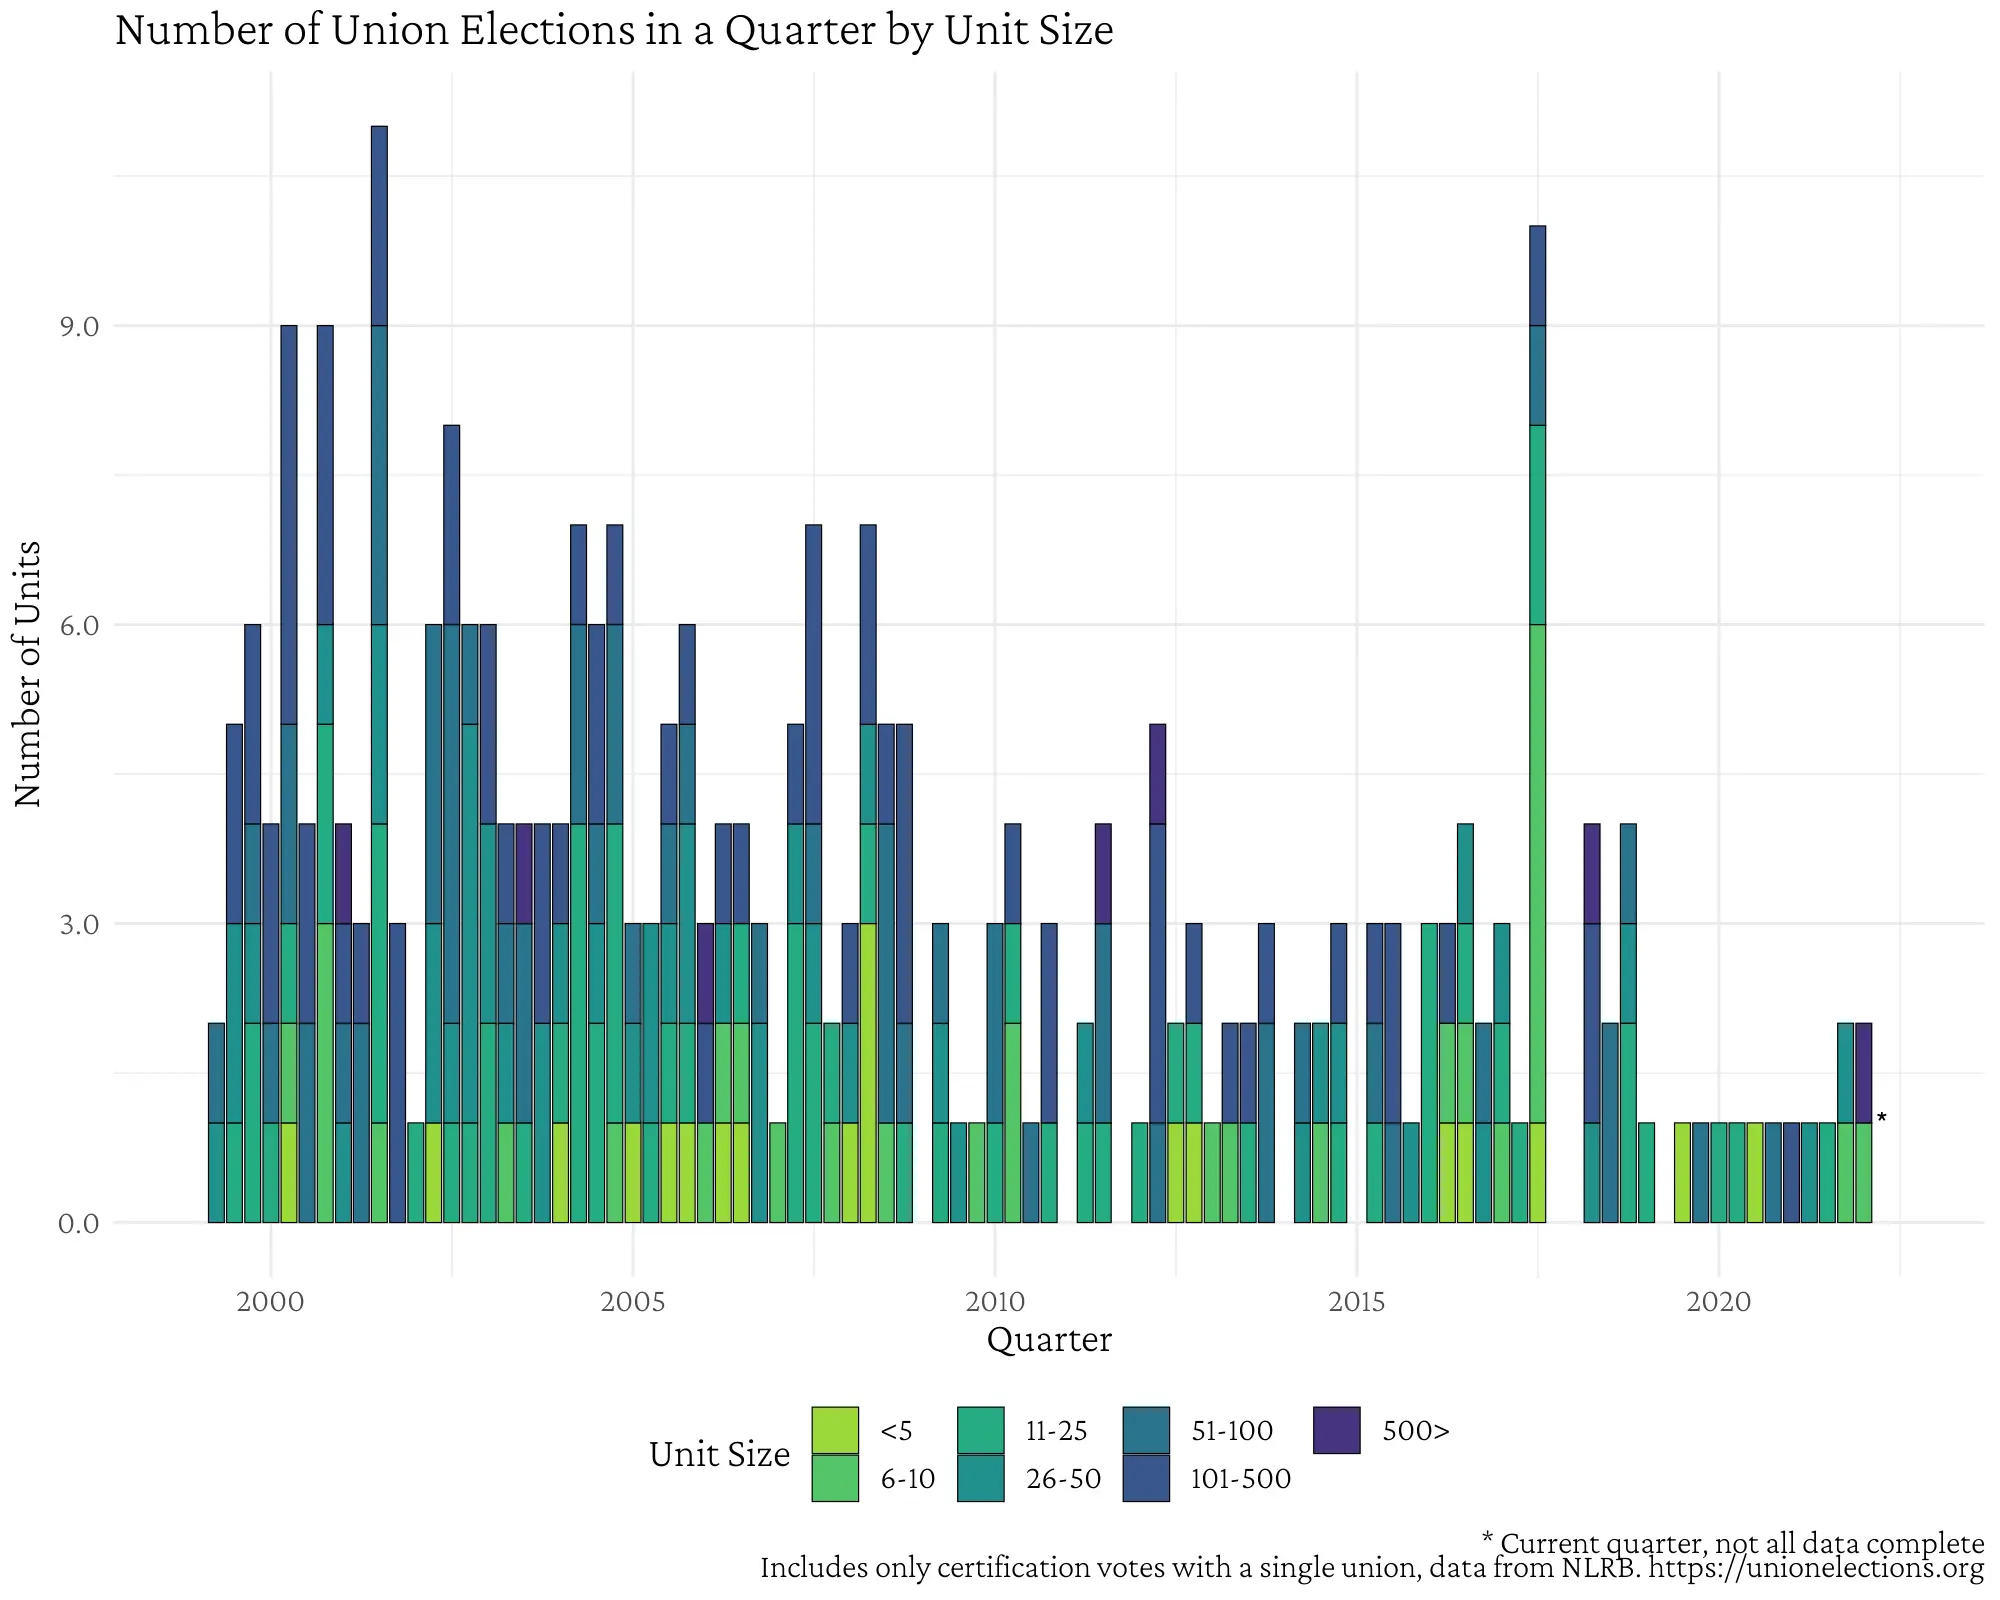 Number of Union Elections in a Quarter by Unit Size
Number of Units
9.0
6.0
3.0
0.0
*
2000 2005 2010 2015 2020
Quarter
Unit Size
<5 11-25 51-100 500>
6-10 26-50 101-500
* Current quarter, not all data complete
Includes only certification votes with a single union, data from NLRB. https://unionelections.org